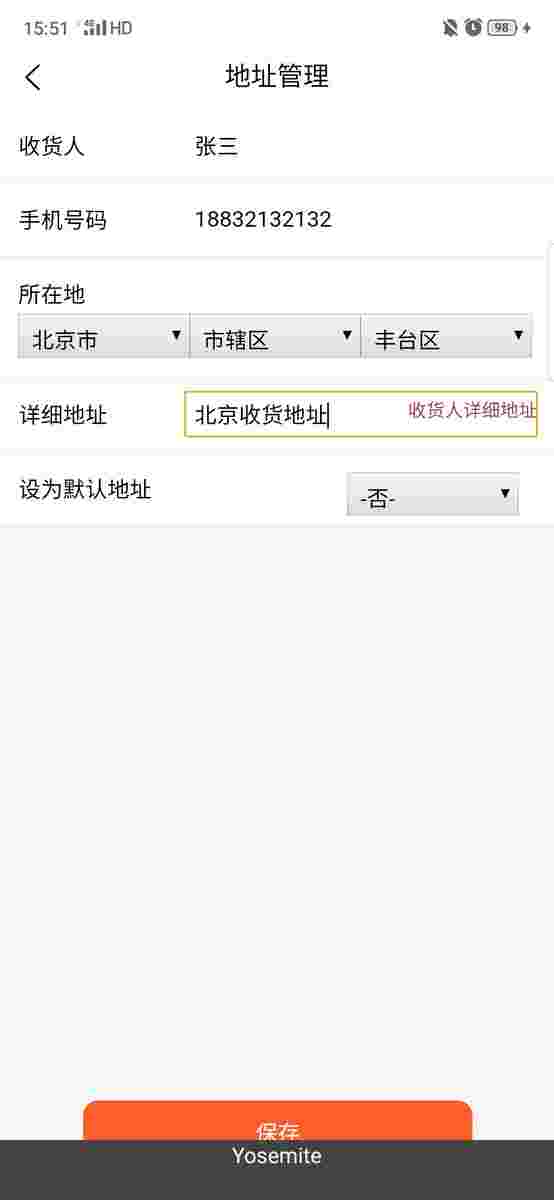 15:51 4G HD 98
地址管理
收货人 张三
手机号码 18832132132
所在地
北京市 市辖区 丰台区
详细地址 北京收货地址 收货人详细地址
设为默认地址 -否-
保存
Yosemite